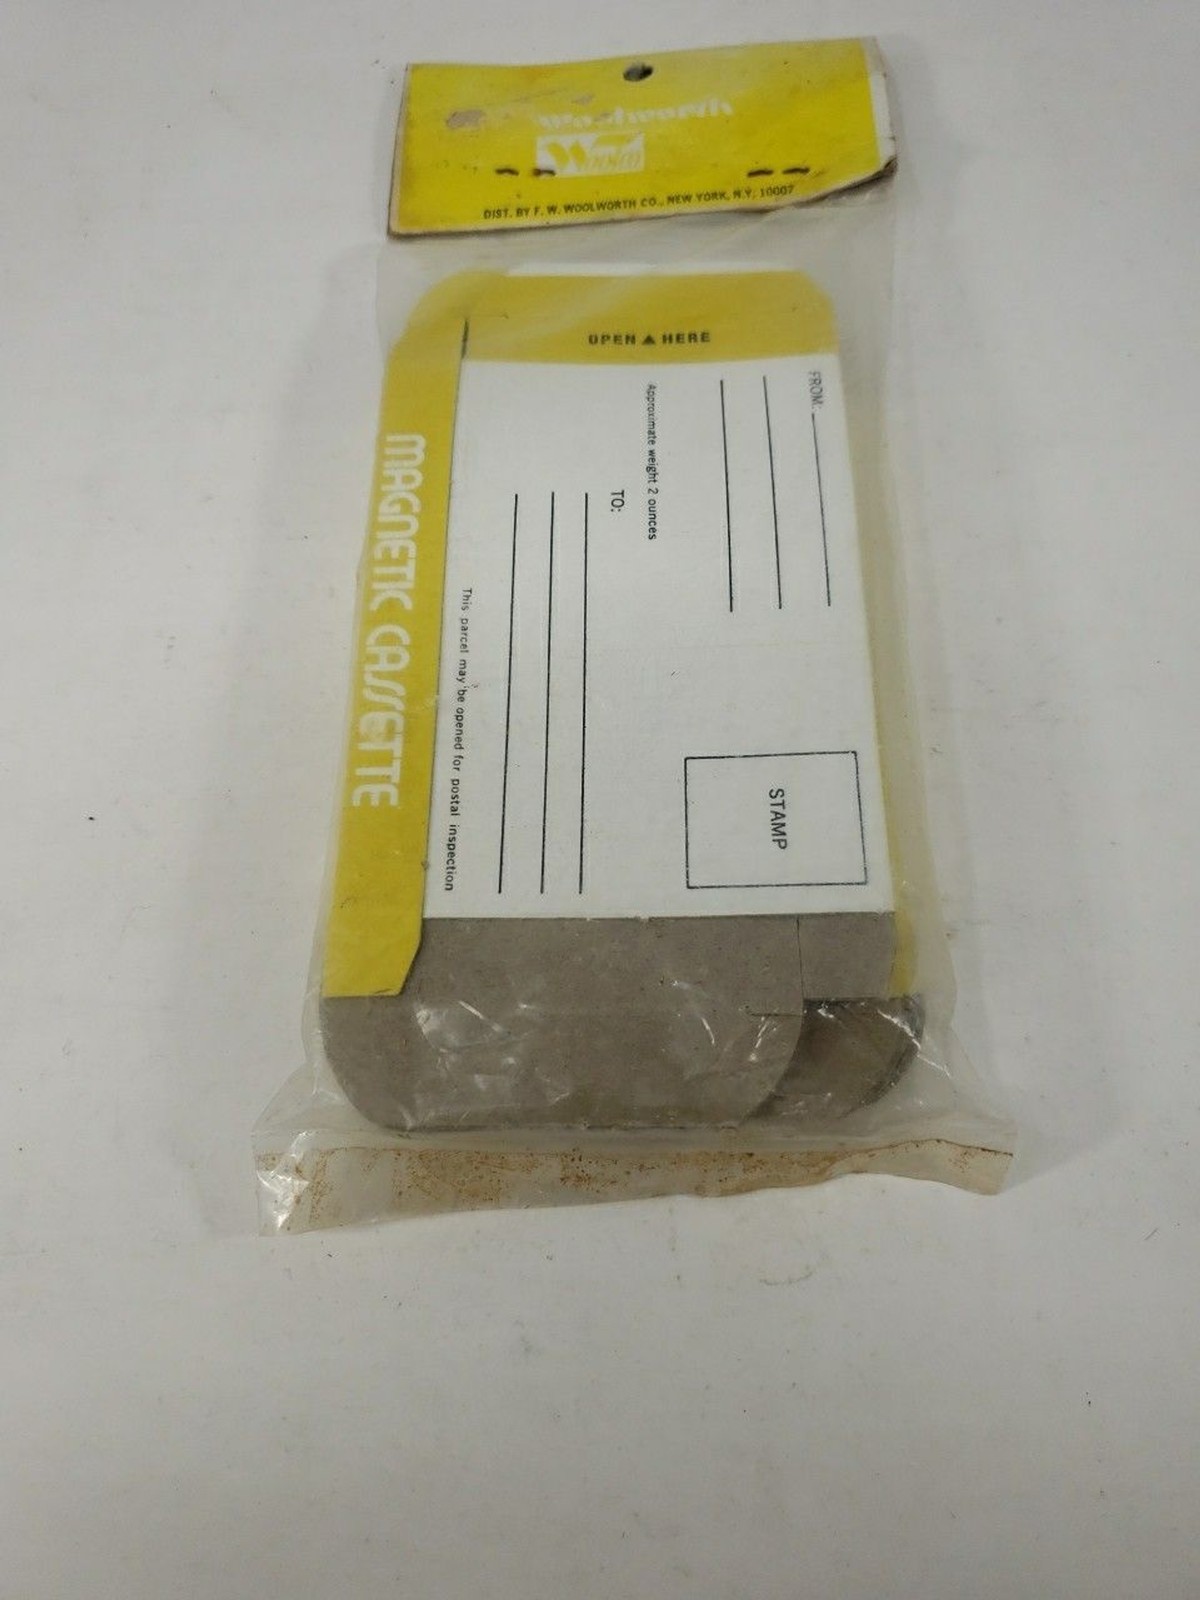 Woolworth
Woolco
DIST. BY F. W. WOOLWORTH CO., NEW YORK, N.Y. 10007
OPEN ▲ HERE
MAGNETIC CASSETTE
FROM:
Approximate weight 2 ounces
STAMP
TO:
This parcel may be opened for postal inspection